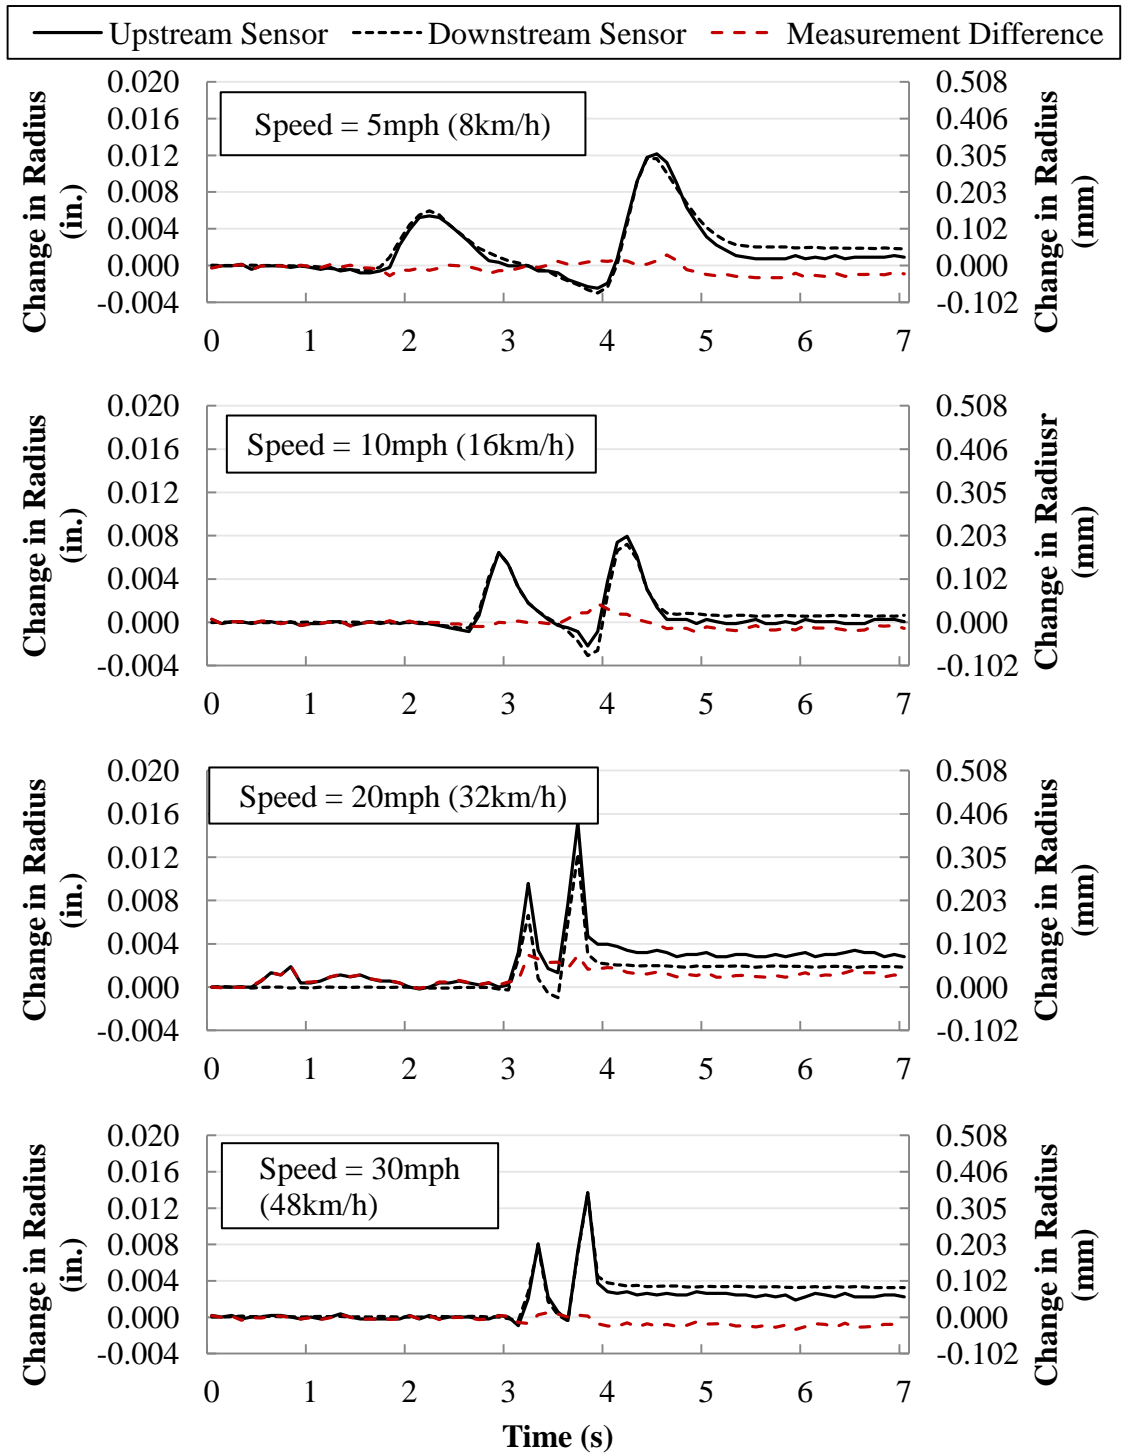 Upstream Sensor Downstream Sensor Measurement Difference
Change in Radius
(in.)
0.020
0.016
0.012
0.008
0.004
0.000
-0.004
Speed = 5mph (8km/h)
0.508
0.406
0.305
0.203
0.102
0.000
-0.102
Change in Radius
(mm)
0 1 2 3 4 5 6 7
Change in Radius
(in.)
0.020
0.016
0.012
0.008
0.004
0.000
-0.004
Speed = 10mph (16km/h)
0.508
0.406
0.305
0.203
0.102
0.000
-0.102
Change in Radiusr
(mm)
0 1 2 3 4 5 6 7
Change in Radius
(in.)
0.020
0.016
0.012
0.008
0.004
0.000
-0.004
Speed = 20mph (32km/h)
0.508
0.406
0.305
0.203
0.102
0.000
-0.102
Change in Radius
(mm)
0 1 2 3 4 5 6 7
Change in Radius
(in.)
0.020
0.016
0.012
0.008
0.004
0.000
-0.004
Speed = 30mph
(48km/h)
0.508
0.406
0.305
0.203
0.102
0.000
-0.102
Change in Radius
(mm)
0 1 2 3 4 5 6 7
Time (s)